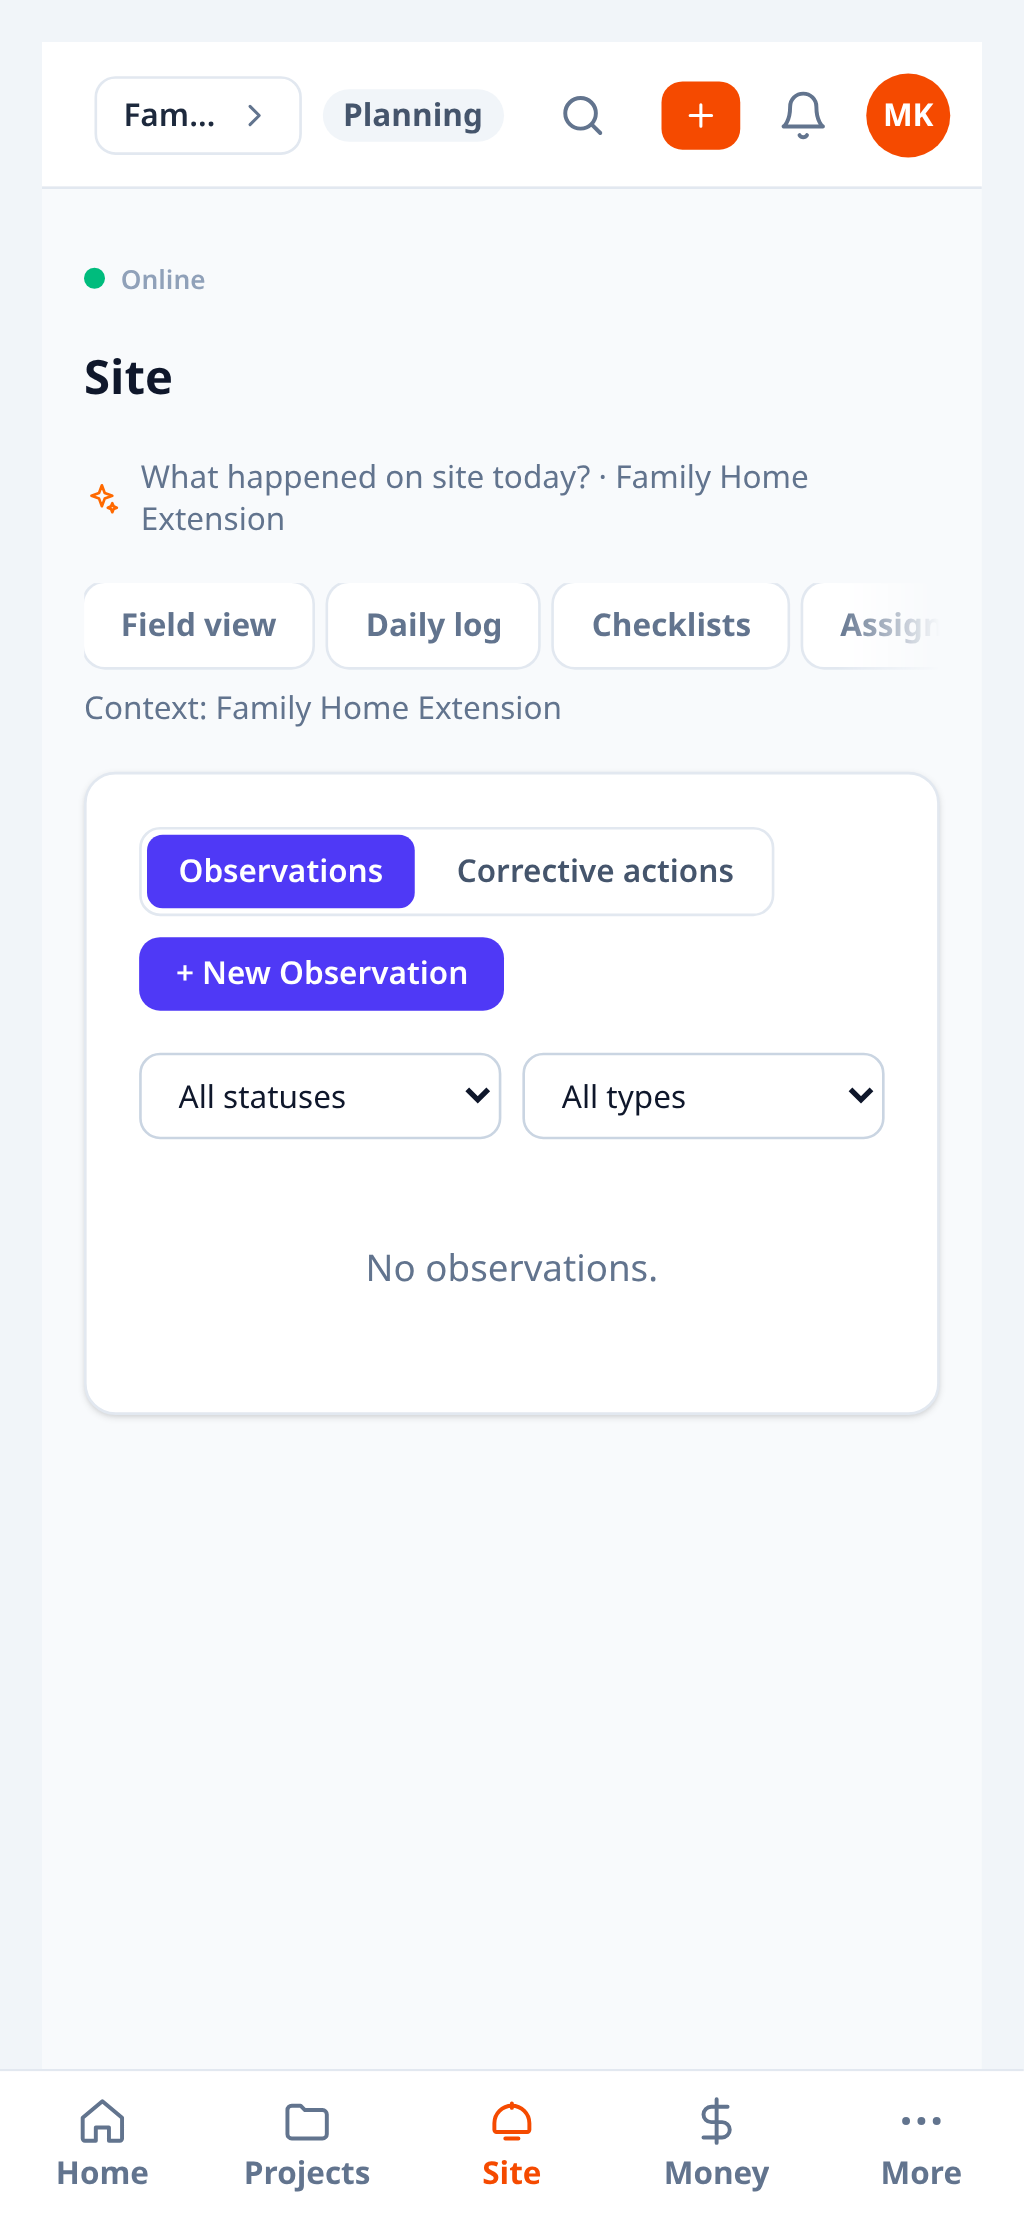 Fam...
Planning
MK
Online
Site
What happened on site today? · Family Home
Extension
Field view
Daily log
Checklists
Assign
Context: Family Home Extension
Observations
Corrective actions
+ New Observation
All statuses
All types
No observations.
Home
Projects
Site
Money
More